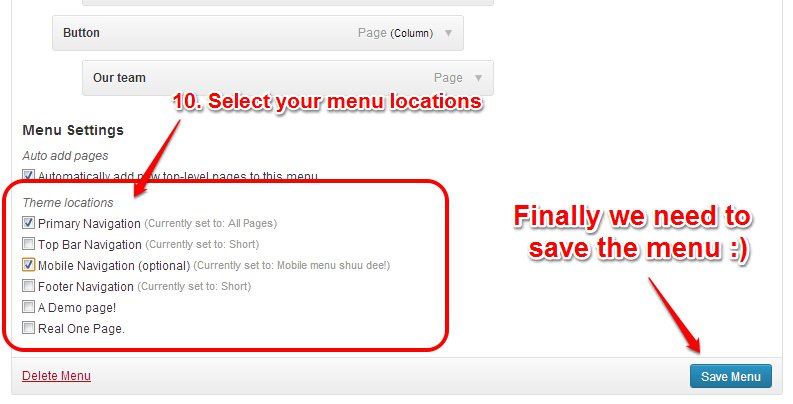 Button Page (Column)
Our team Page
10. Select your menu locations
Menu Settings
Auto add pages
Automatically add new top-level pages to this menu
Theme locations
Primary Navigation (Currently set to: All Pages)
Top Bar Navigation (Currently set to: Short)
Mobile Navigation (optional) (Currently set to: Mobile menu shuu dee!)
Footer Navigation (Currently set to: Short)
A Demo page!
Real One Page.
Finally we need to
save the menu :)
Delete Menu
Save Menu